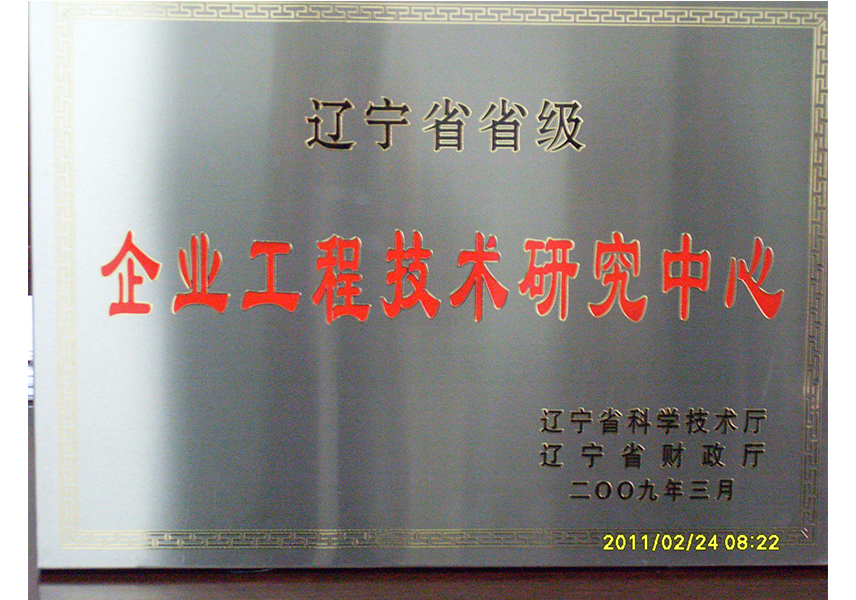 辽宁省省级
企业工程技术研究中心
辽宁省科学技术厅
辽宁省财政厅
二〇〇九年三月
2011/02/24 08:22